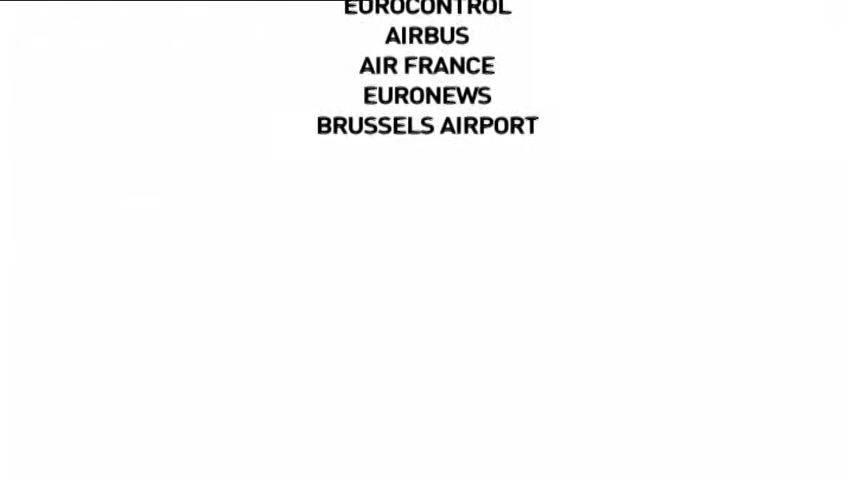 EUROCONTROL
AIRBUS
AIR FRANCE
EURONEWS
BRUSSELS AIRPORT